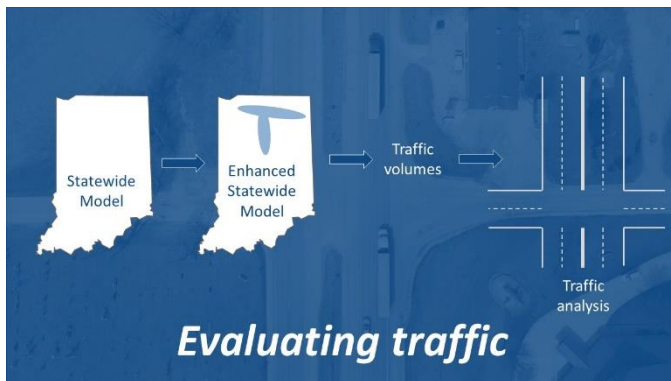 Statewide
Model
Enhanced
Statewide
Model
Traffic
volumes
Traffic
analysis
Evaluating traffic